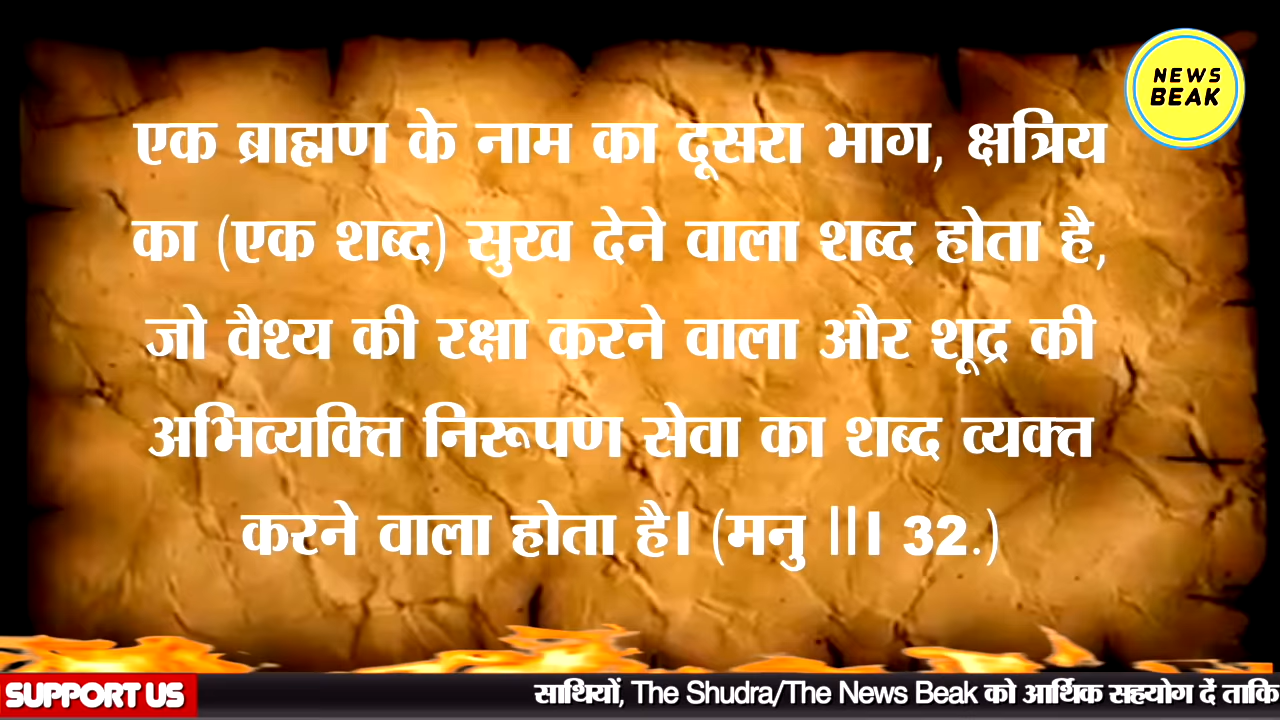 NEWS
BEAK
एक ब्राह्मण के नाम का दूसरा भाग, क्षत्रिय
का (एक शब्द) सुख देने वाला शब्द होता है,
जो वैश्य की रक्षा करने वाला और शूद्र की
अभिव्यक्ति निरूपण सेवा का शब्द व्यक्त
करने वाला होता है। (मनु ||। 32.)
SUPPORT US
साथियों, The Shudra/The News Beak को आर्थिक सहयोग दें ताकि